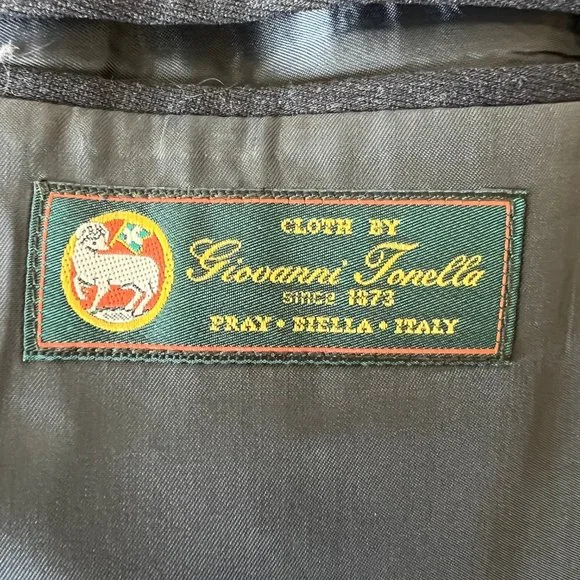 CLOTH BY
Giovanni Tonella
SINCE 1873
PRAY • BIELLA • ITALY